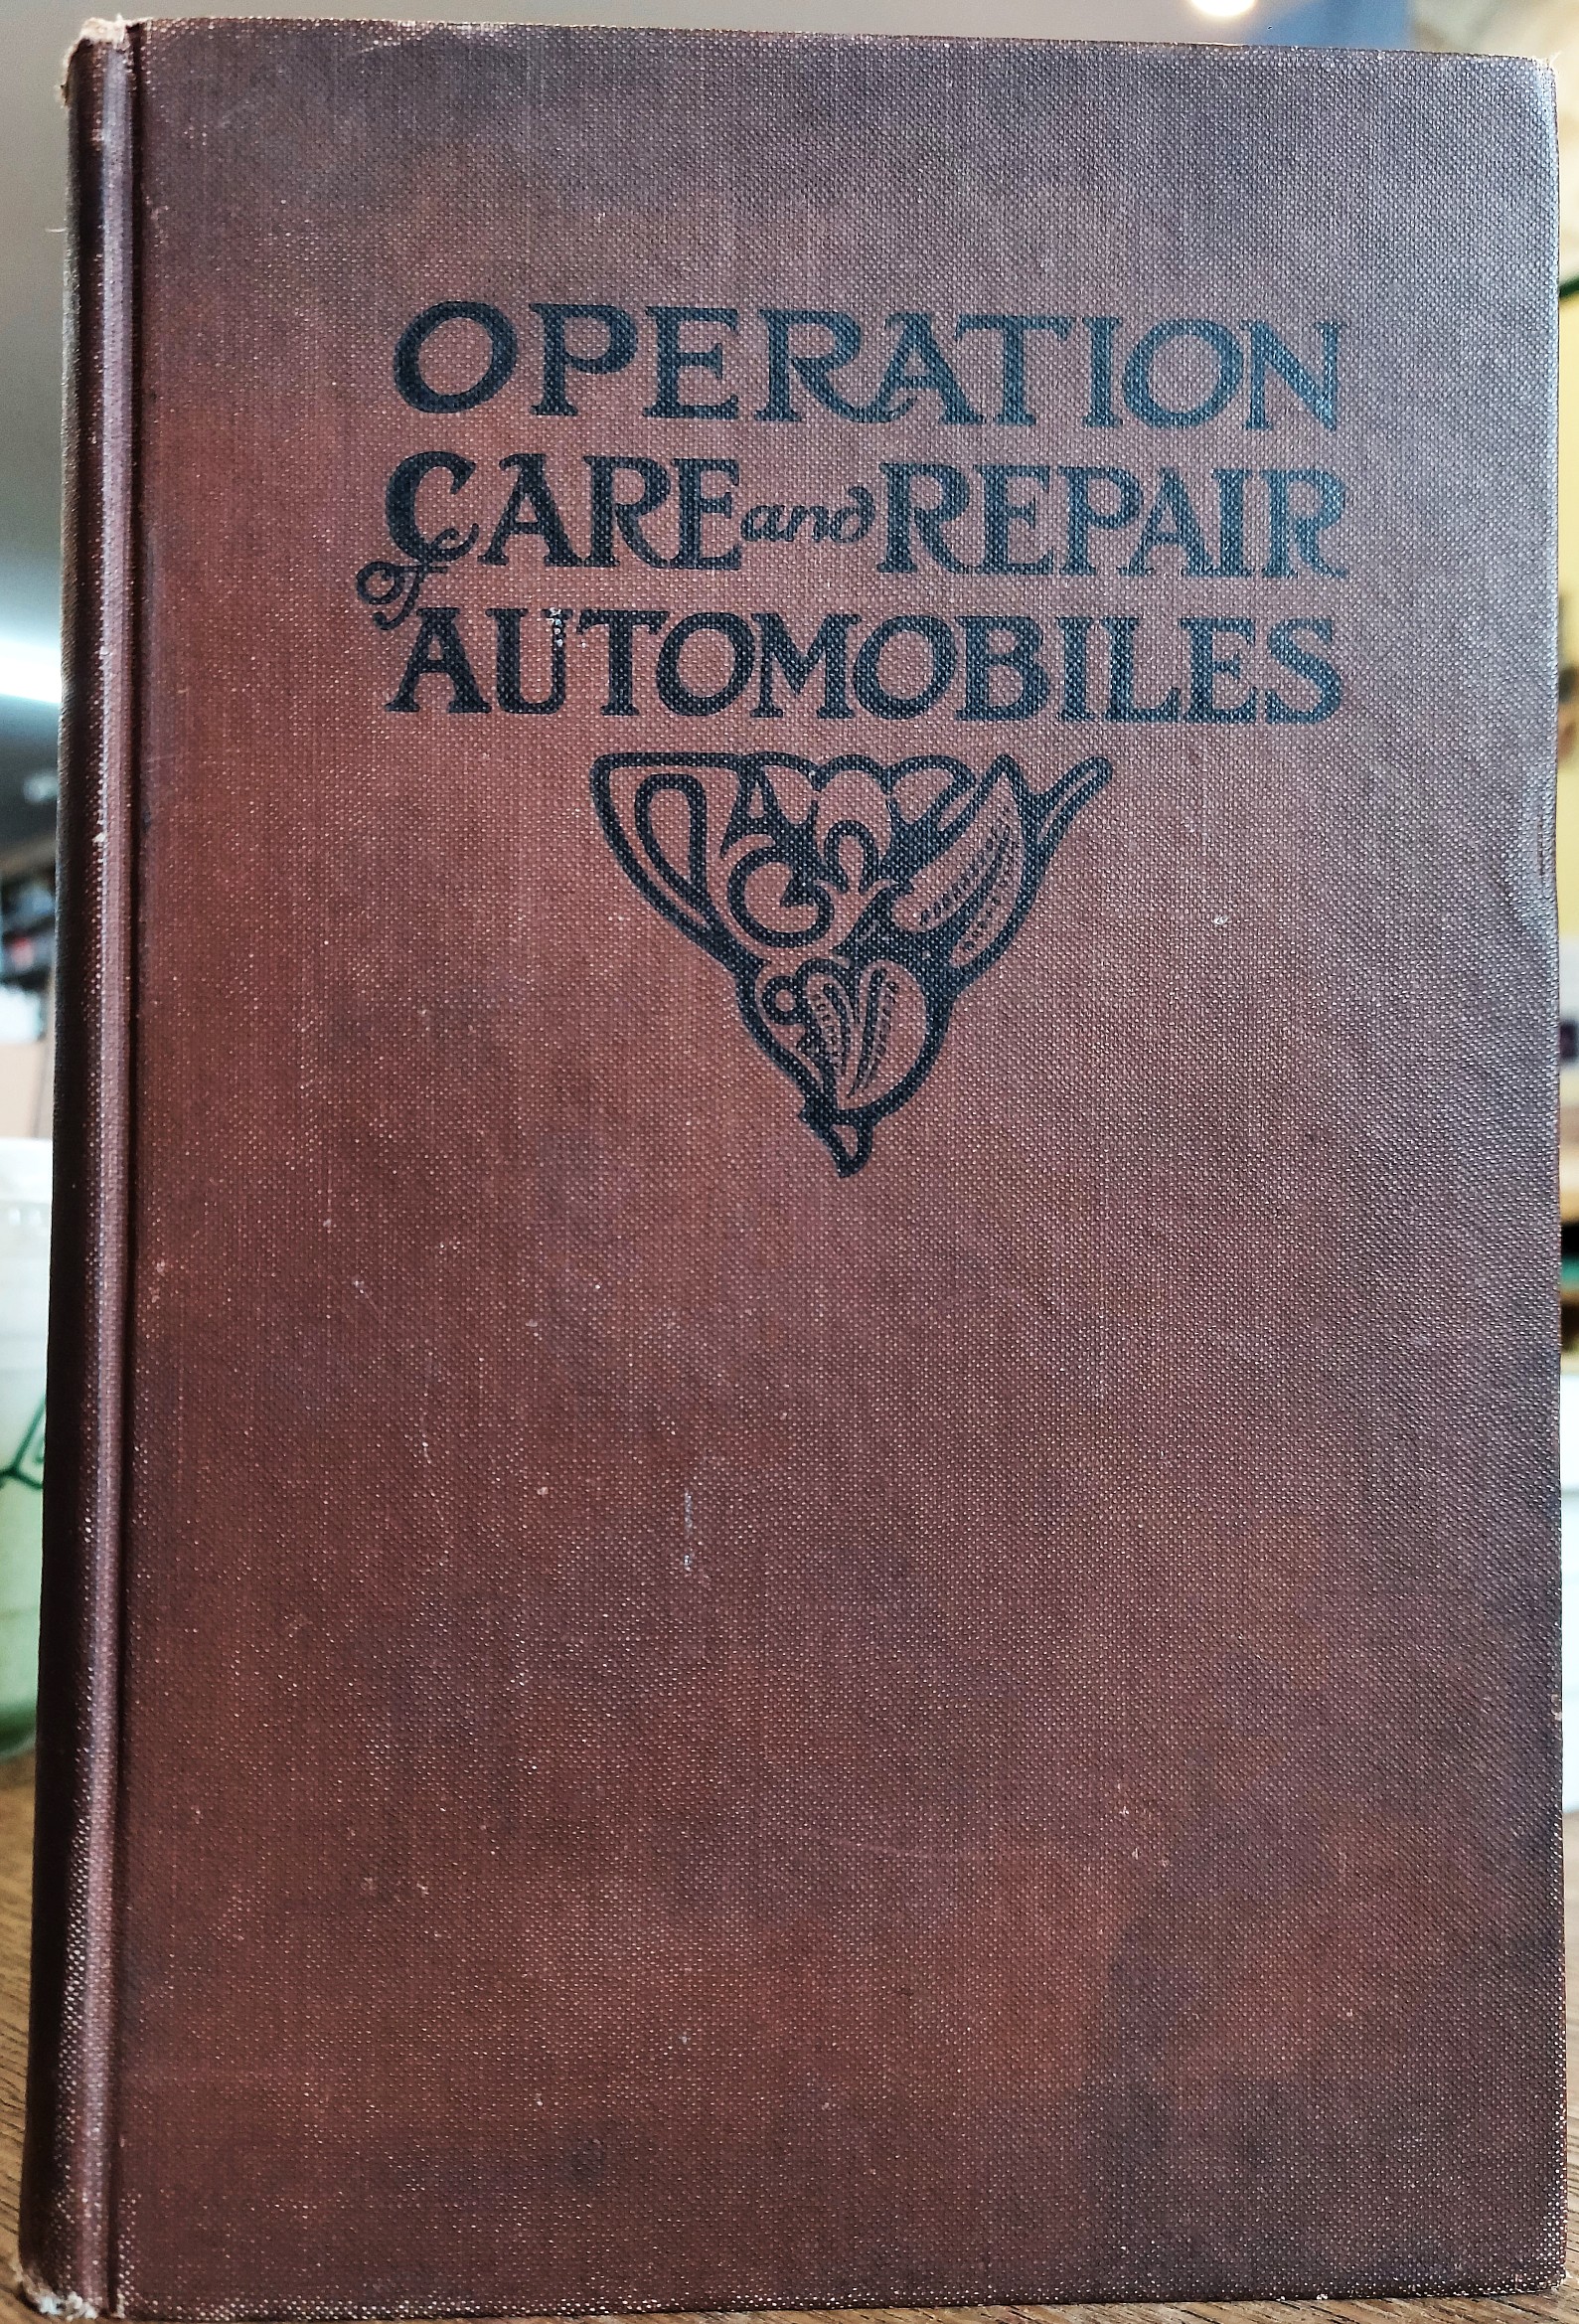 OPERATION
CARE and REPAIR
of AUTOMOBILES